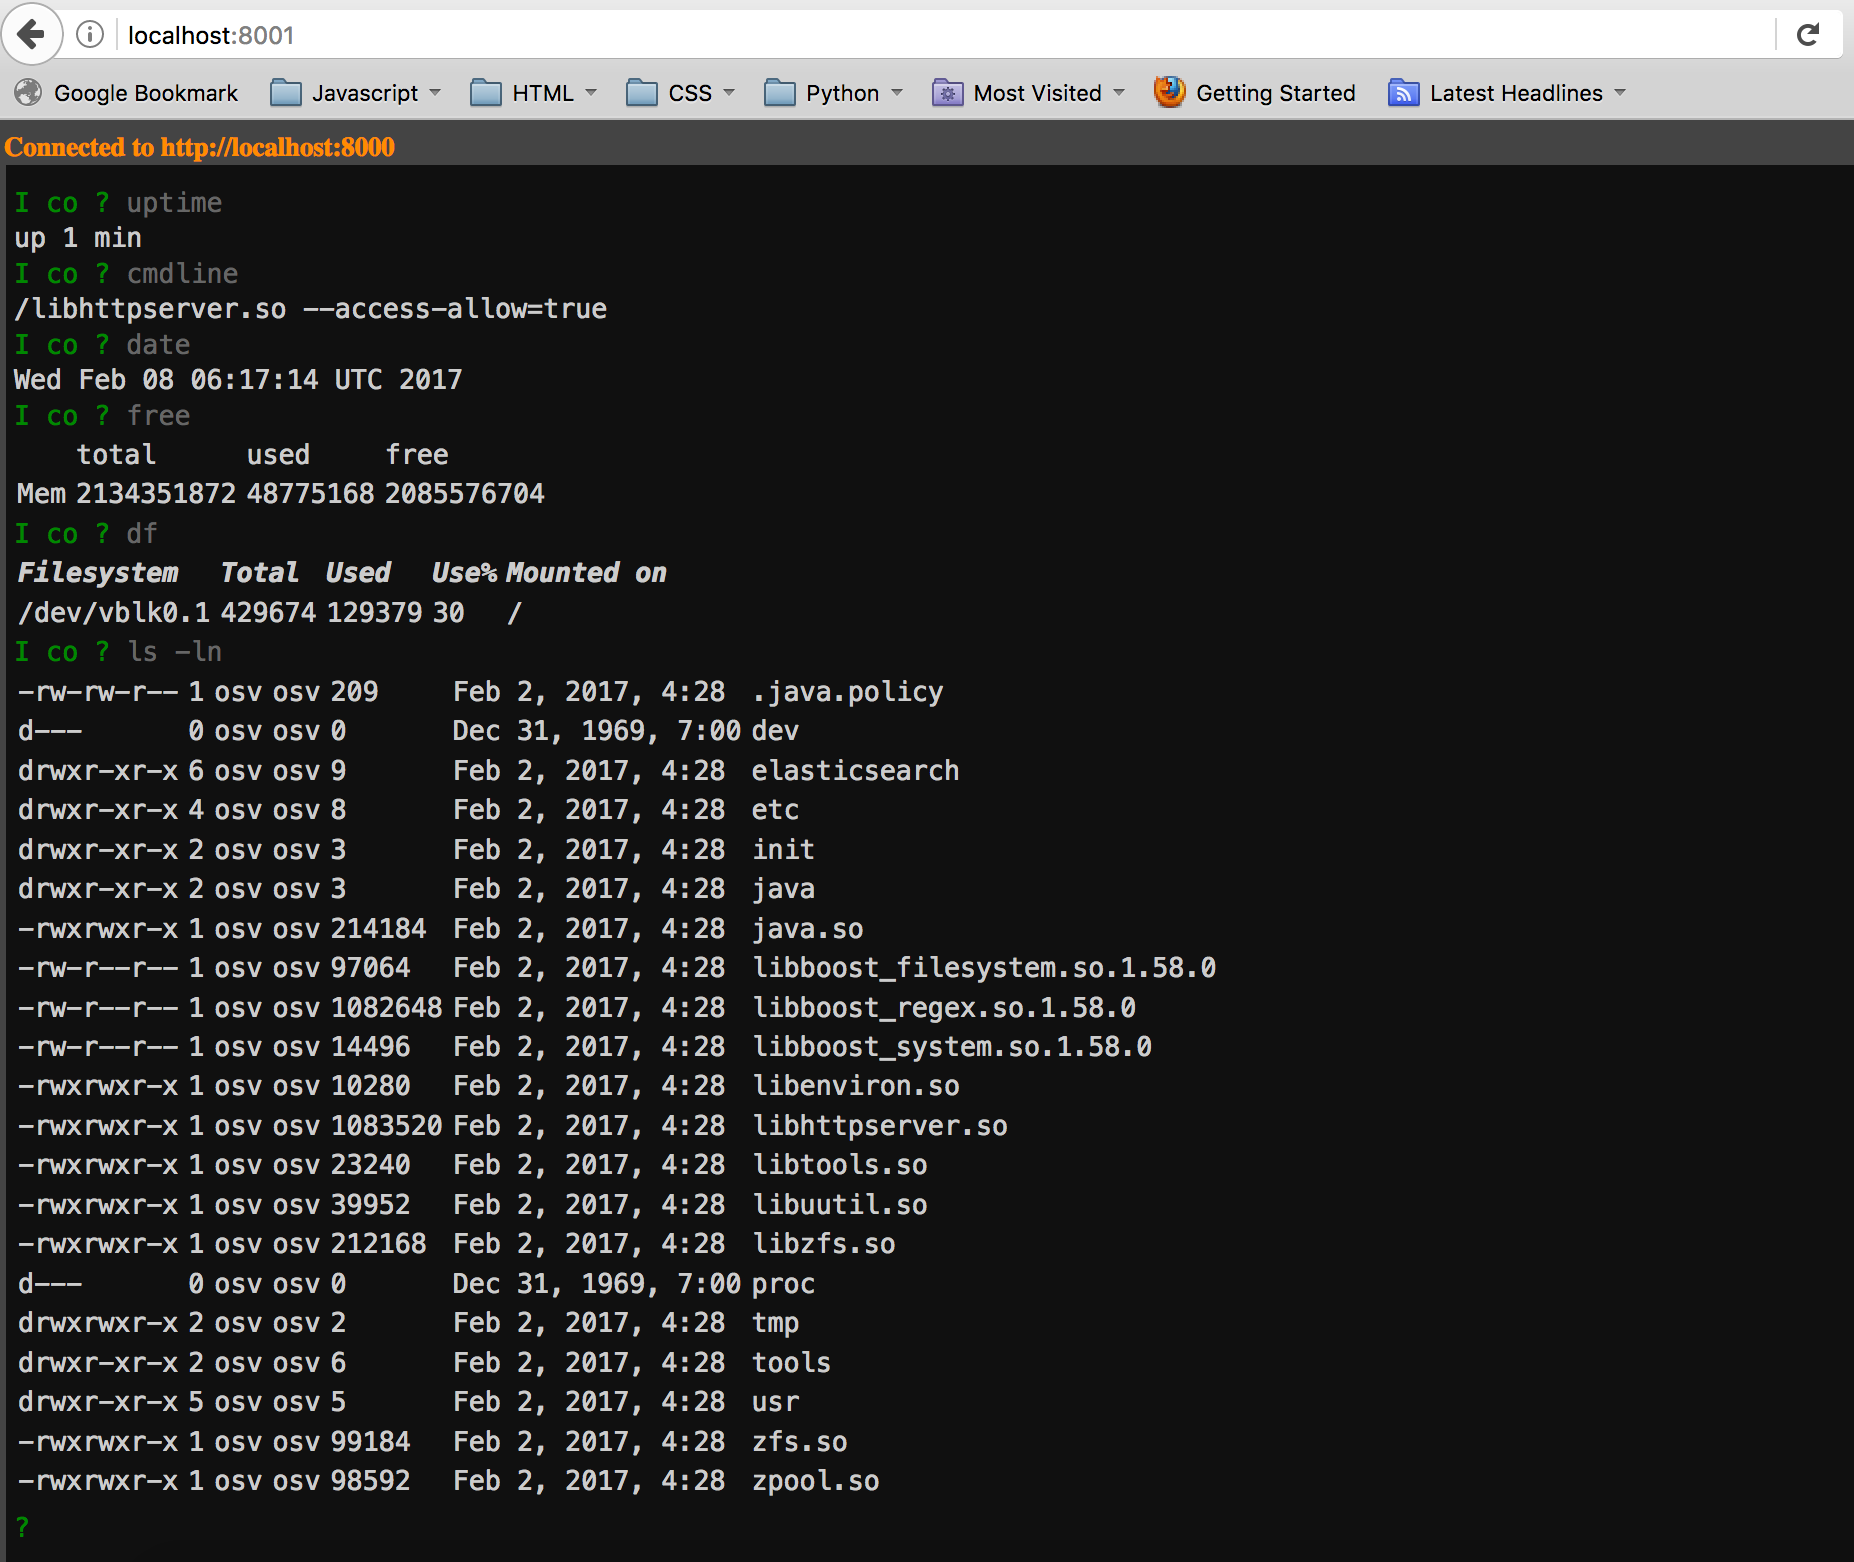 localhost:8001
Google Bookmark Javascript HTML CSS Python Most Visited Getting Started Latest Headlines
Connected to http://localhost:8000
I co ? uptime
up 1 min
I co ? cmdline
/libhttpserver.so --access-allow=true
I co ? date
Wed Feb 08 06:17:14 UTC 2017
I co ? free
total used free
Mem 2134351872 48775168 2085576704
I co ? df
Filesystem Total Used Use% Mounted on
/dev/vblk0.1 429674 129379 30 /
I co ? ls -ln
-rw-rw-r-- 1 osv osv 209 Feb 2, 2017, 4:28 .java.policy
d--- 0 osv osv 0 Dec 31, 1969, 7:00 dev
drwxr-xr-x 6 osv osv 9 Feb 2, 2017, 4:28 elasticsearch
drwxr-xr-x 4 osv osv 8 Feb 2, 2017, 4:28 etc
drwxr-xr-x 2 osv osv 3 Feb 2, 2017, 4:28 init
drwxr-xr-x 2 osv osv 3 Feb 2, 2017, 4:28 java
-rwxrwxr-x 1 osv osv 214184 Feb 2, 2017, 4:28 java.so
-rw-r--r-- 1 osv osv 97064 Feb 2, 2017, 4:28 libboost_filesystem.so.1.58.0
-rw-r--r-- 1 osv osv 1082648 Feb 2, 2017, 4:28 libboost_regex.so.1.58.0
-rw-r--r-- 1 osv osv 14496 Feb 2, 2017, 4:28 libboost_system.so.1.58.0
-rwxrwxr-x 1 osv osv 10280 Feb 2, 2017, 4:28 libenviron.so
-rwxrwxr-x 1 osv osv 1083520 Feb 2, 2017, 4:28 libhttpserver.so
-rwxrwxr-x 1 osv osv 23240 Feb 2, 2017, 4:28 libtools.so
-rwxrwxr-x 1 osv osv 39952 Feb 2, 2017, 4:28 libuutil.so
-rwxrwxr-x 1 osv osv 212168 Feb 2, 2017, 4:28 libzfs.so
d--- 0 osv osv 0 Dec 31, 1969, 7:00 proc
drwxrwxr-x 2 osv osv 2 Feb 2, 2017, 4:28 tmp
drwxr-xr-x 2 osv osv 6 Feb 2, 2017, 4:28 tools
drwxr-xr-x 5 osv osv 5 Feb 2, 2017, 4:28 usr
-rwxrwxr-x 1 osv osv 99184 Feb 2, 2017, 4:28 zfs.so
-rwxrwxr-x 1 osv osv 98592 Feb 2, 2017, 4:28 zpool.so
?